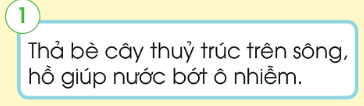 1
Thả bè cây thuỷ trúc trên sông,
hồ giúp nước bớt ô nhiễm.